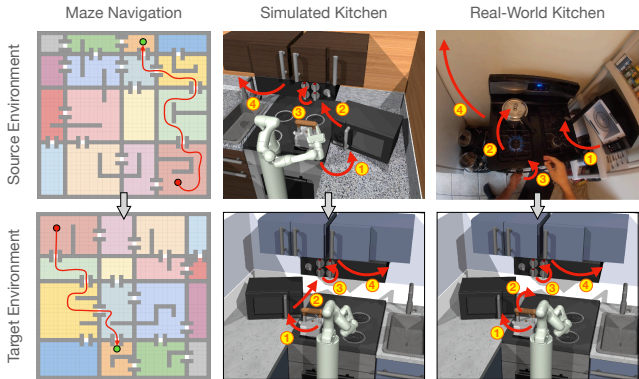 Maze Navigation Simulated Kitchen Real-World Kitchen
Source Environment
4 3 2 1
4 2 1 3
Target Environment
1 2 3 4
1 2 3 4